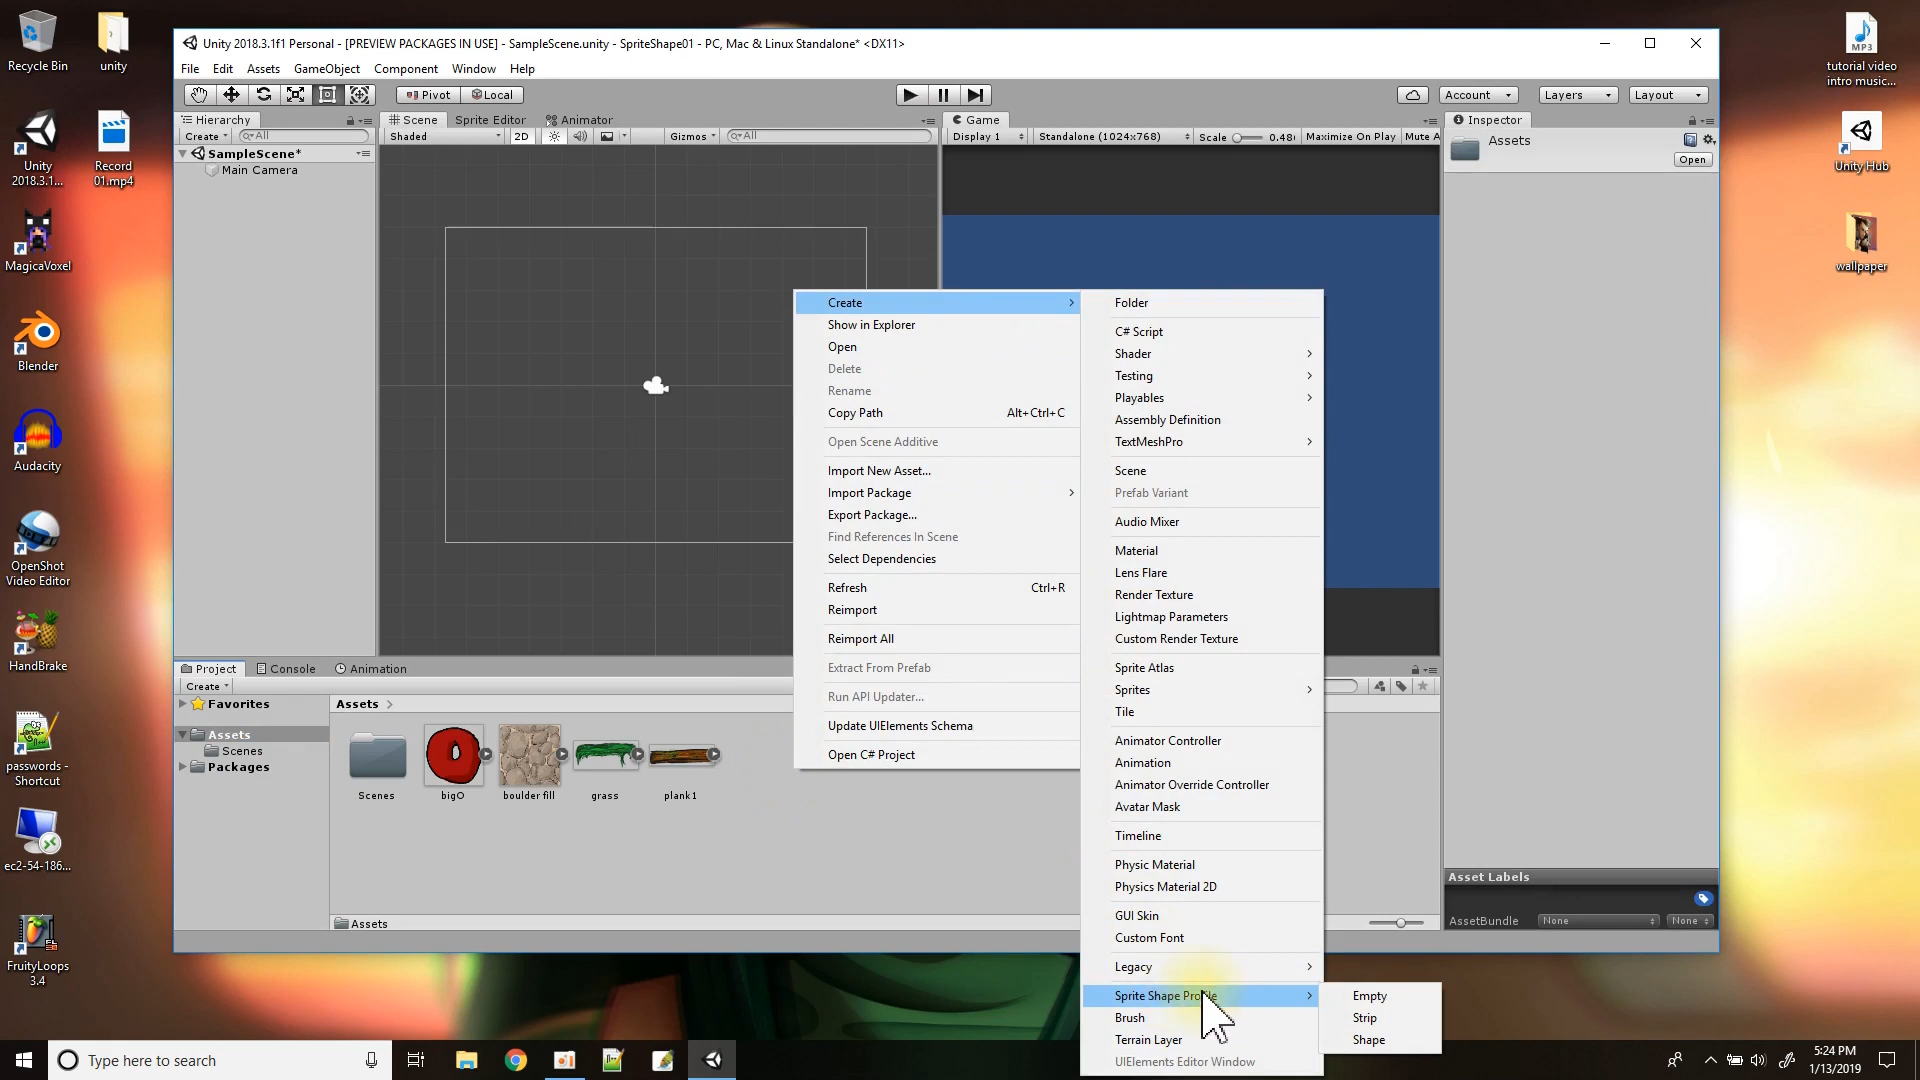 Recycle Bin
unity
Unity 2018.3.1...
Record 01.mp4
MagicaVoxel
Blender
Audacity
OpenShot Video Editor
HandBrake
passwords - Shortcut
ec2-54-186...
FruityLoops 3.4
Unity 2018.3.1f1 Personal - [PREVIEW PACKAGES IN USE] - SampleScene.unity - SpriteShape01 - PC, Mac & Linux Standalone* <DX11>
File Edit Assets GameObject Component Window Help
Pivot Local
Account Layers Layout
Hierarchy
Create All
SampleScene*
Main Camera
Scene Sprite Editor Animator
Shaded 2D Gizmos All
Game
Display 1 Standalone (1024x768) Scale 0.48 Maximize On Play Mute A
Inspector
Assets
Open
Create
Show in Explorer
Open
Delete
Rename
Copy Path Alt+Ctrl+C
Open Scene Additive
Import New Asset...
Import Package
Export Package...
Find References In Scene
Select Dependencies
Refresh Ctrl+R
Reimport
Reimport All
Extract From Prefab
Run API Updater...
Update UIElements Schema
Open C# Project
Folder
C# Script
Shader
Testing
Playables
Assembly Definition
TextMeshPro
Scene
Prefab Variant
Audio Mixer
Material
Lens Flare
Render Texture
Lightmap Parameters
Custom Render Texture
Sprite Atlas
Sprites
Tile
Animator Controller
Animation
Animator Override Controller
Avatar Mask
Timeline
Physic Material
Physics Material 2D
GUI Skin
Custom Font
Legacy
Sprite Shape Profile
Brush
Terrain Layer
UIElements Editor Window
Empty
Strip
Shape
Project Console Animation
Create
Favorites
Assets
Scenes
Packages
Assets
Scenes
bigO
boulder fill
grass
plank1
Assets
Asset Labels
AssetBundle None None
tutorial video intro music...
Unity Hub
wallpaper
Type here to search
5:24 PM
1/13/2019